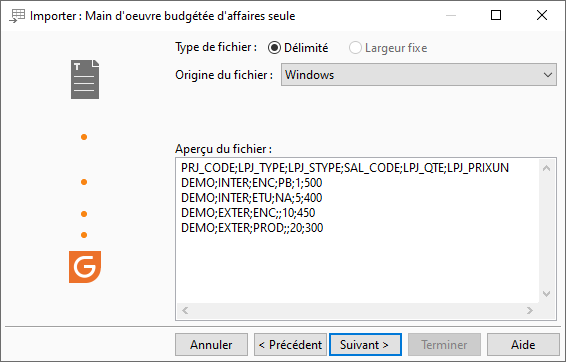 Importer : Main d'oeuvre budgétée d'affaires seule
Type de fichier : Délimité Largeur fixe
Origine du fichier : Windows
Aperçu du fichier :
PRJ_CODE;LPJ_TYPE;LPJ_STYPE;SAL_CODE;LPJ_QTE;LPJ_PRIXUN
DEMO;INTER;ENC;PB;1;500
DEMO;INTER;ETU;NA;5;400
DEMO;EXTER;ENC;;10;450
DEMO;EXTER;PROD;;20;300
Annuler < Précédent Suivant > Terminer Aide